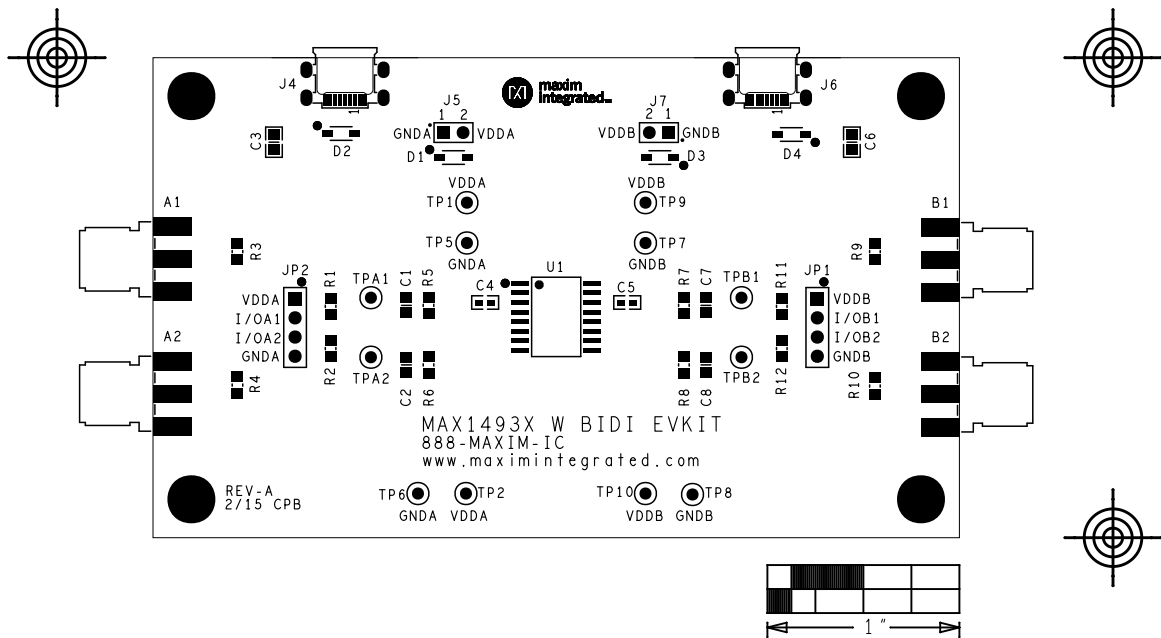 J4
maxim
integrated™
J6
J5
J7
1 2
2 1
1
1
GNDA VDDA
VDDB GNDB
C3
D2
D1
D3
D4
C6
VDDA
VDDB
TP1
TP9
A1
B1
TP5
TP7
R3
R9
GNDA
GNDB
JP2
R1
TPA1
C1
R5
U1
R7
C7
TPB1
R11
JP1
C4
C5
VDDA
VDDB
I/OA1
I/OB1
A2
I/OA2
I/OB2
B2
GNDA
GNDB
R4
R2
TPA2
C2
R6
R8
C8
TPB2
R12
R10
MAX1493X W BIDI EVKIT
888-MAXIM-IC
www.maximintegrated.com
REV-A
2/15 CPB
TP6
TP2
TP10
TP8
GNDA
VDDA
VDDB
GNDB
1"